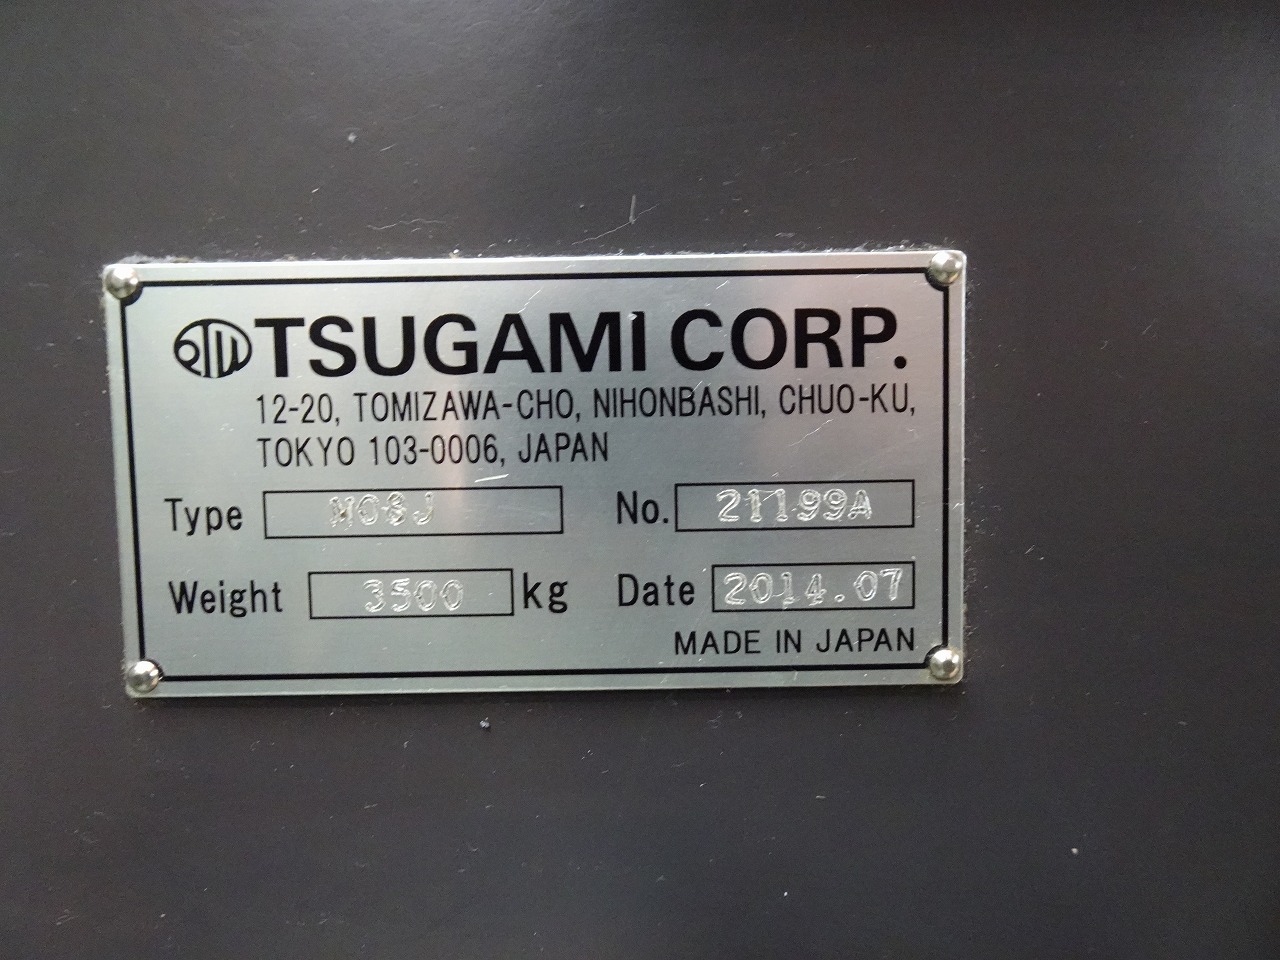 TSUGAMI CORP.
12-20, TOMIZAWA-CHO, NIHONBASHI, CHUO-KU,
TOKYO 103-0006, JAPAN
Type M08J No. 21199A
Weight 3500 kg Date 2014.07
MADE IN JAPAN